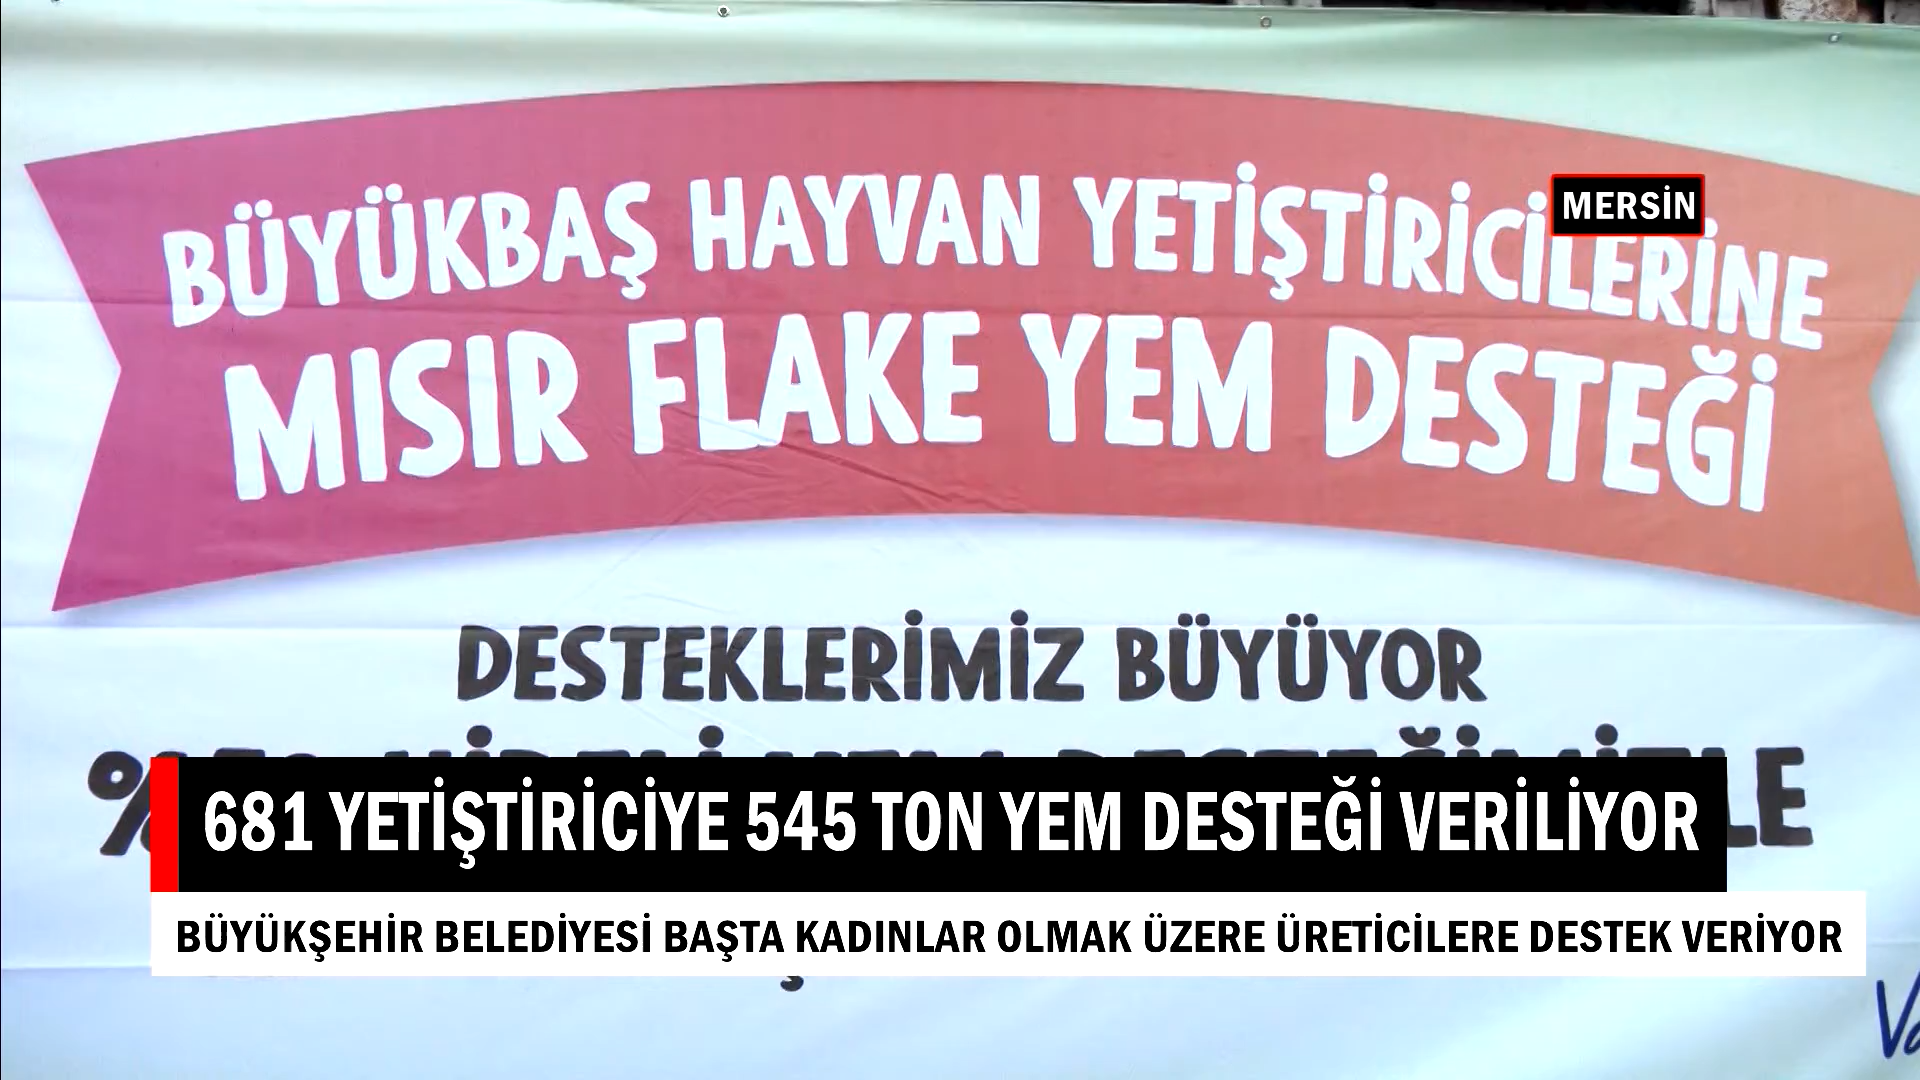 BÜYÜKBAŞ HAYVAN YETİŞTİRİCİLERİNE
MERSİN
MISIR FLAKE YEM DESTEĞİ
DESTEKLERİMİZ BÜYÜYOR
681 YETİŞTİRİCİYE 545 TON YEM DESTEĞİ VERİLİYOR
BÜYÜKŞEHİR BELEDİYESİ BAŞTA KADINLAR OLMAK ÜZERE ÜRETİCİLERE DESTEK VERİYOR